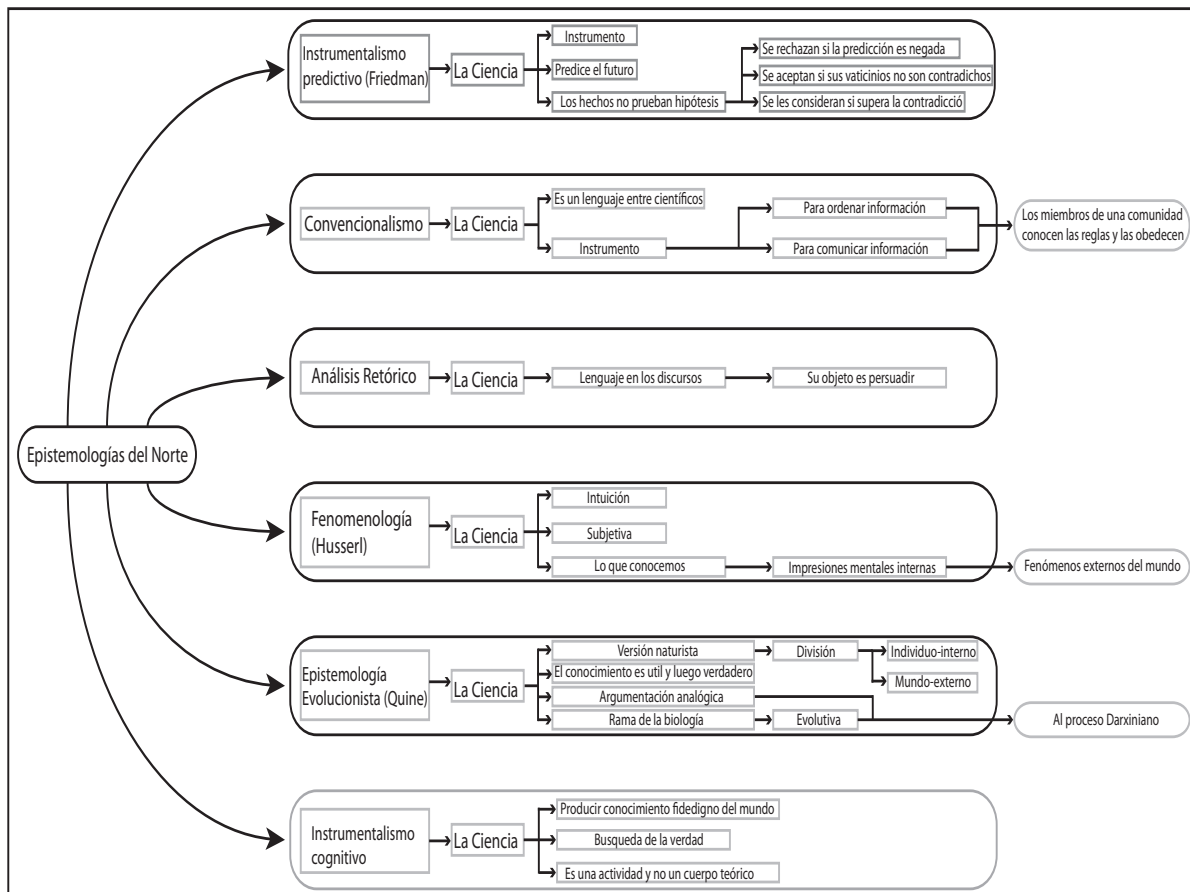 Epistemologías del Norte
Instrumentalismo
predictivo (Friedman)
La Ciencia
Instrumento
Predice el futuro
Los hechos no prueban hipótesis
Se rechazan si la predicción es negada
Se aceptan si sus vaticinios no son contradichos
Se les consideran si supera la contradicció
Convencionalismo
La Ciencia
Es un lenguaje entre científicos
Instrumento
Para ordenar información
Para comunicar información
Los miembros de una comunidad
conocen las reglas y las obedecen
Análisis Retórico
La Ciencia
Lenguaje en los discursos
Su objeto es persuadir
Fenomenología
(Husserl)
La Ciencia
Intuición
Subjetiva
Lo que conocemos
Impresiones mentales internas
Fenómenos externos del mundo
Epistemología
Evolucionista (Quine)
La Ciencia
Versión naturista
División
Individuo-interno
Mundo-externo
El conocimiento es util y luego verdadero
Argumentación analógica
Rama de la biología
Evolutiva
Al proceso Darxiniano
Instrumentalismo
cognitivo
La Ciencia
Producir conocimiento fidedigno del mundo
Busqueda de la verdad
Es una actividad y no un cuerpo teórico